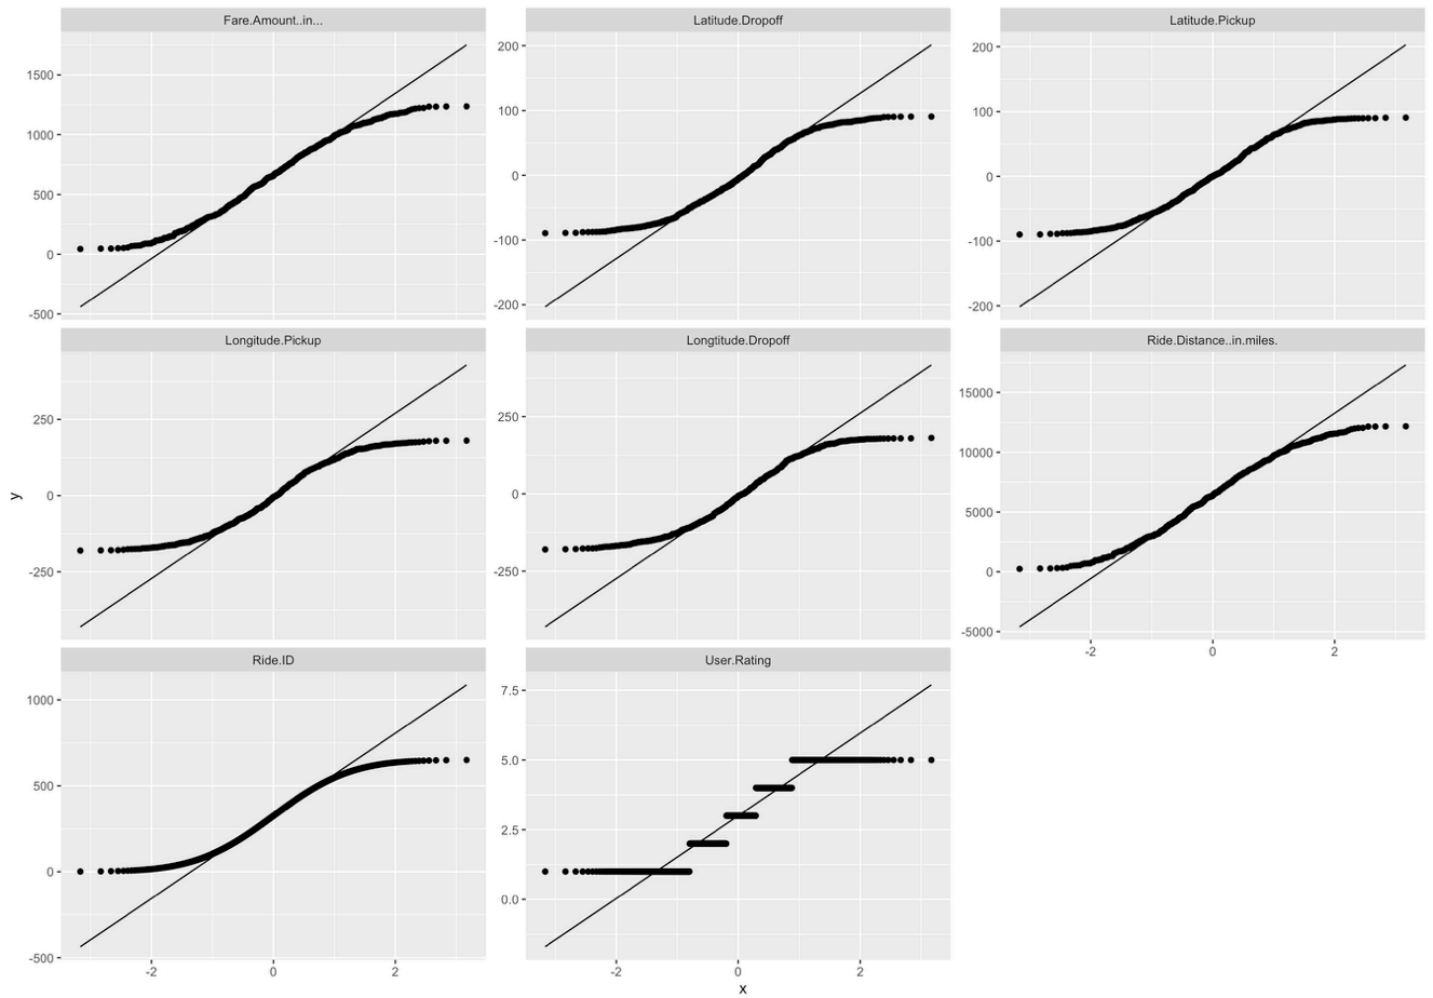 Fare.Amount..in...
Latitude.Dropoff
Latitude.Pickup
1500
1000
500
0
-500
200
100
0
-100
-200
200
100
0
-100
-200
Longitude.Pickup
Longtitude.Dropoff
Ride.Distance..in.miles.
y
250
0
-250
250
0
-250
15000
10000
5000
0
-5000
-2 0 2
Ride.ID
User.Rating
1000
500
0
-500
7.5
5.0
2.5
0.0
-2 0 2
-2 0 2
x